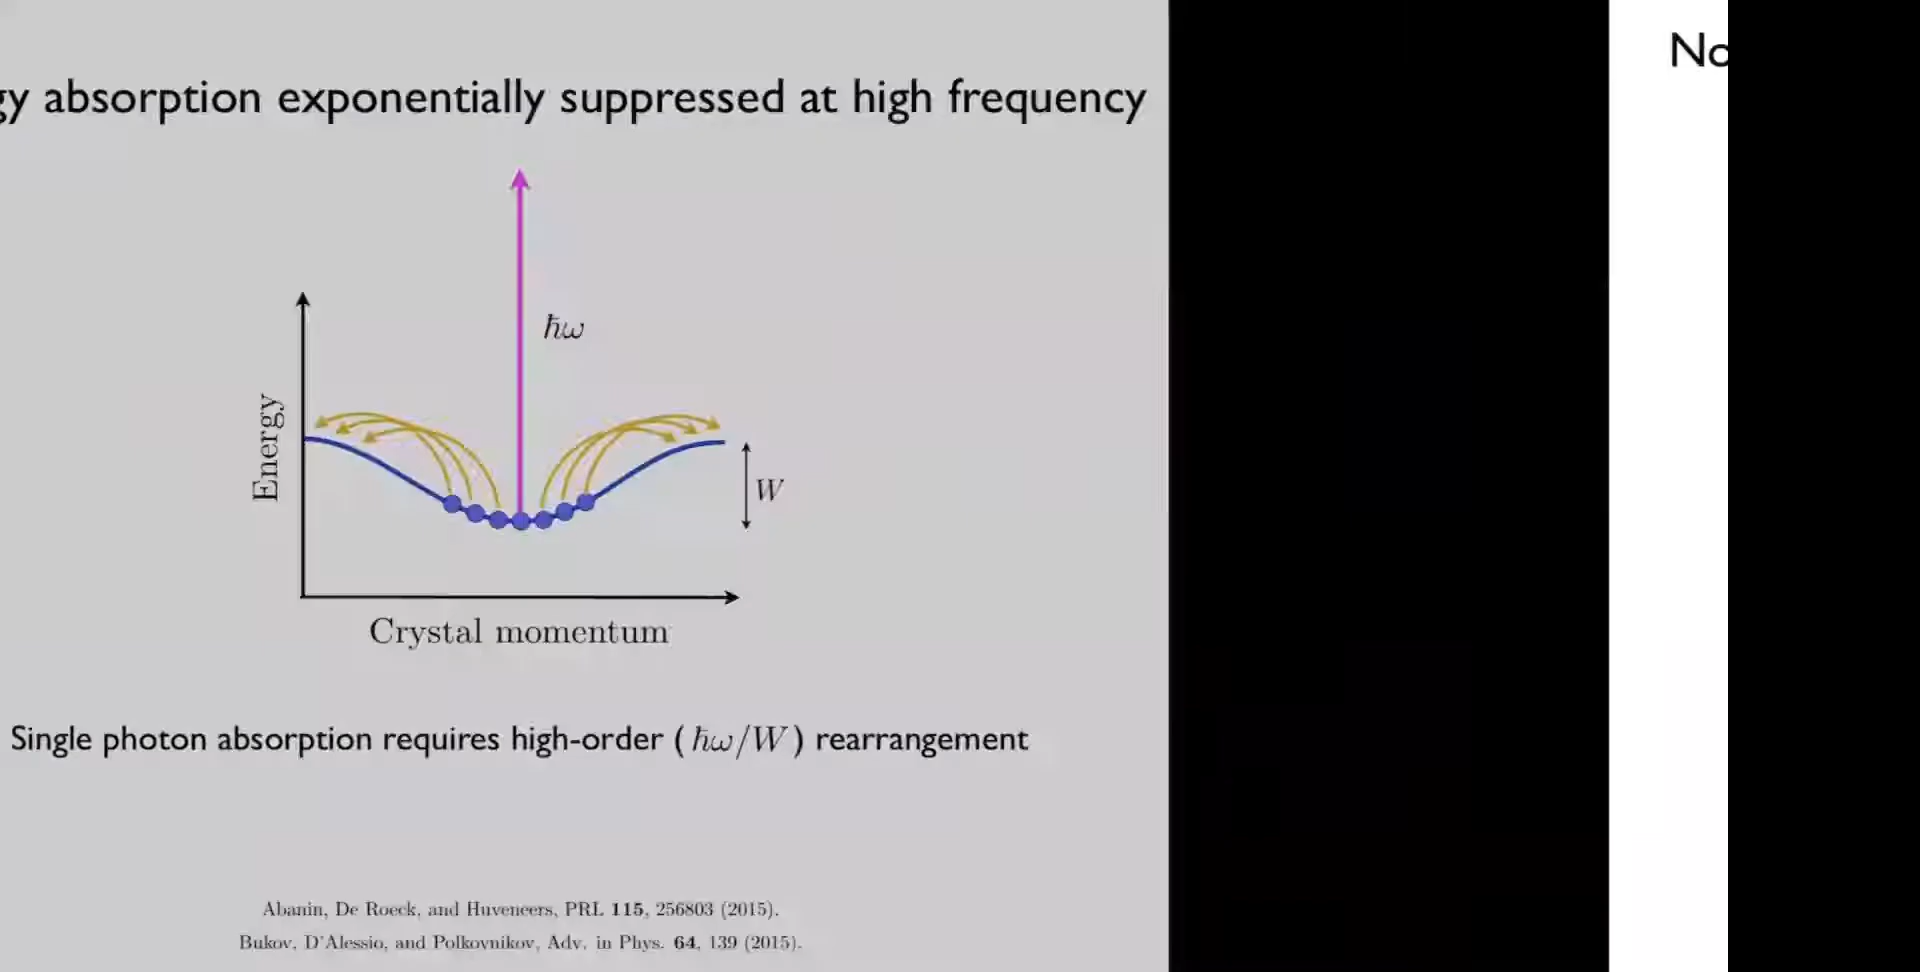 gy absorption exponentially suppressed at high frequency
No
ħω
Energy
W
Crystal momentum
Single photon absorption requires high-order ( ħω/W ) rearrangement
Abanin, De Roeck, and Huveneers, PRL 115, 256803 (2015).
Bukov, D'Alessio, and Polkovnikov, Adv. in Phys. 64, 139 (2015).